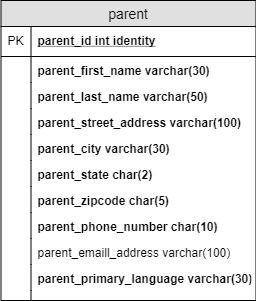 parent
PK parent_id int identity
parent_first_name varchar(30)
parent_last_name varchar(50)
parent_street_address varchar(100)
parent_city varchar(30)
parent_state char(2)
parent_zipcode char(5)
parent_phone_number char(10)
parent_emaill_address varchar(100)
parent_primary_language varchar(30)